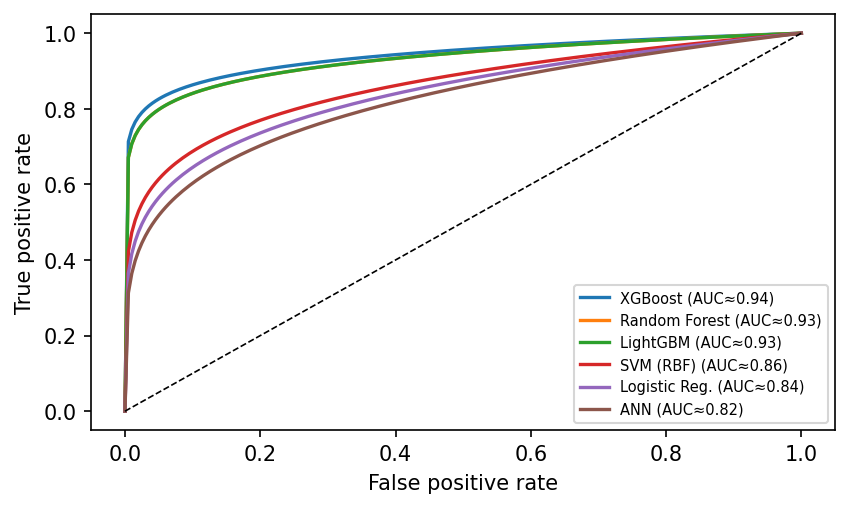 1.0
0.8
0.6
0.4
0.2
0.0
True positive rate
XGBoost (AUC≈0.94)
Random Forest (AUC≈0.93)
LightGBM (AUC≈0.93)
SVM (RBF) (AUC≈0.86)
Logistic Reg. (AUC≈0.84)
ANN (AUC≈0.82)
0.0 0.2 0.4 0.6 0.8 1.0
False positive rate